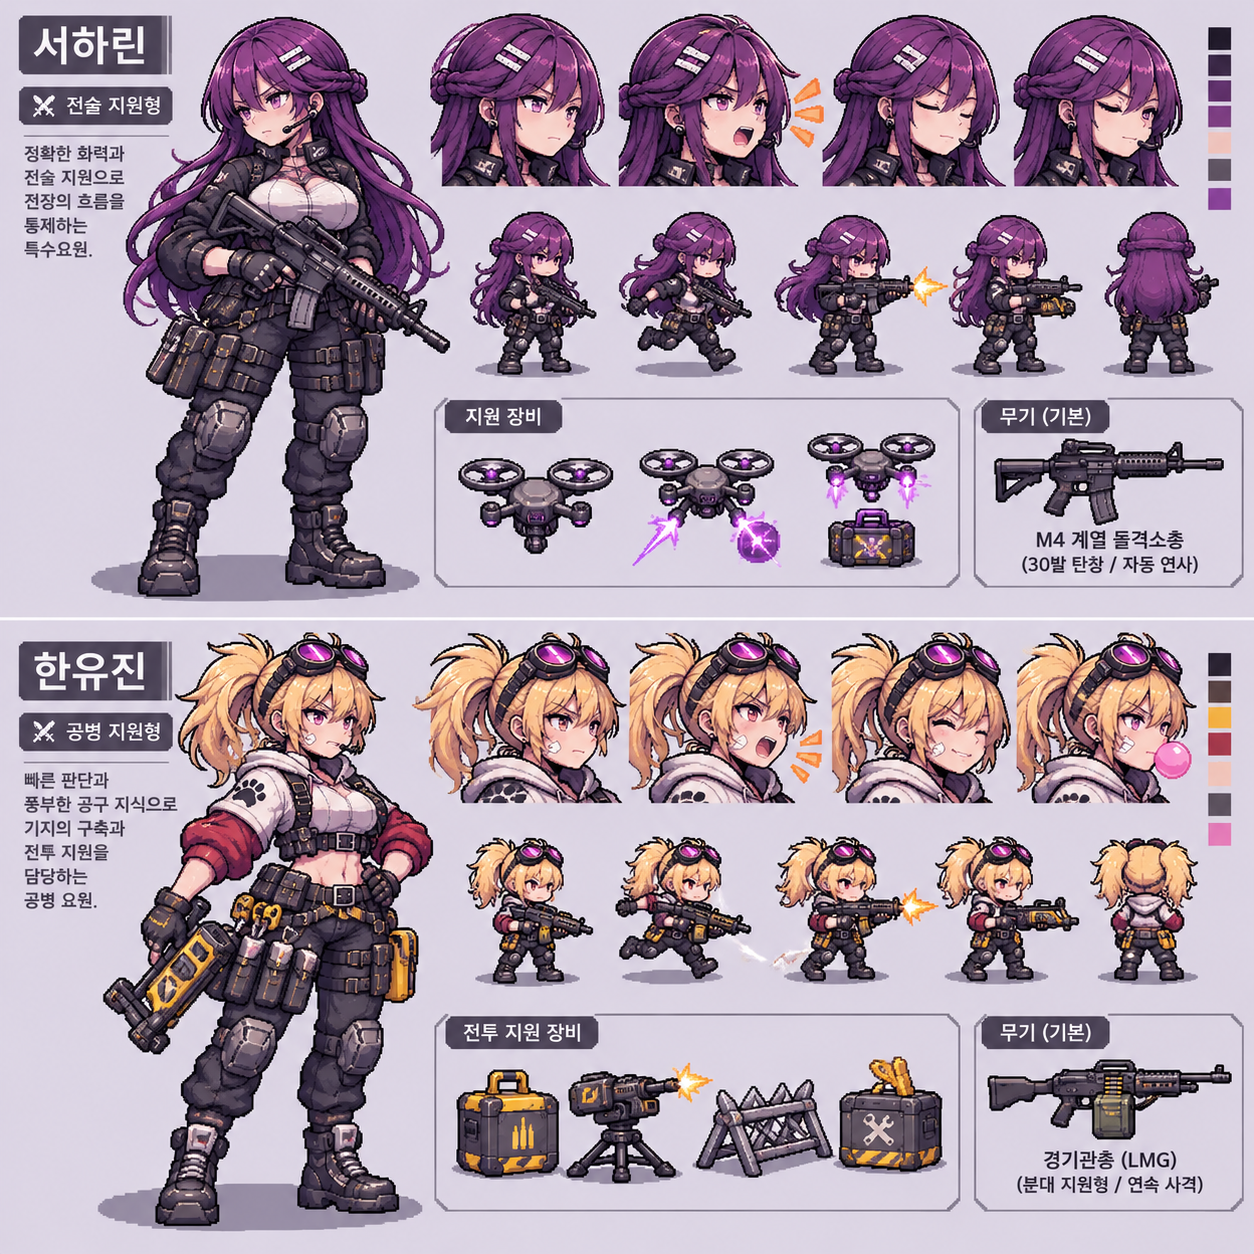 서하린
전술 지원형
정확한 화력과
전술 지원으로
전장의 흐름을
통제하는
특수요원.
지원 장비
무기 (기본)
M4 계열 돌격소총
(30발 탄창 / 자동 연사)
한유진
공병 지원형
빠른 판단과
풍부한 공구 지식으로
기지의 구축과
전투 지원을
담당하는
공병 요원.
전투 지원 장비
무기 (기본)
경기관총 (LMG)
(분대 지원형 / 연속 사격)